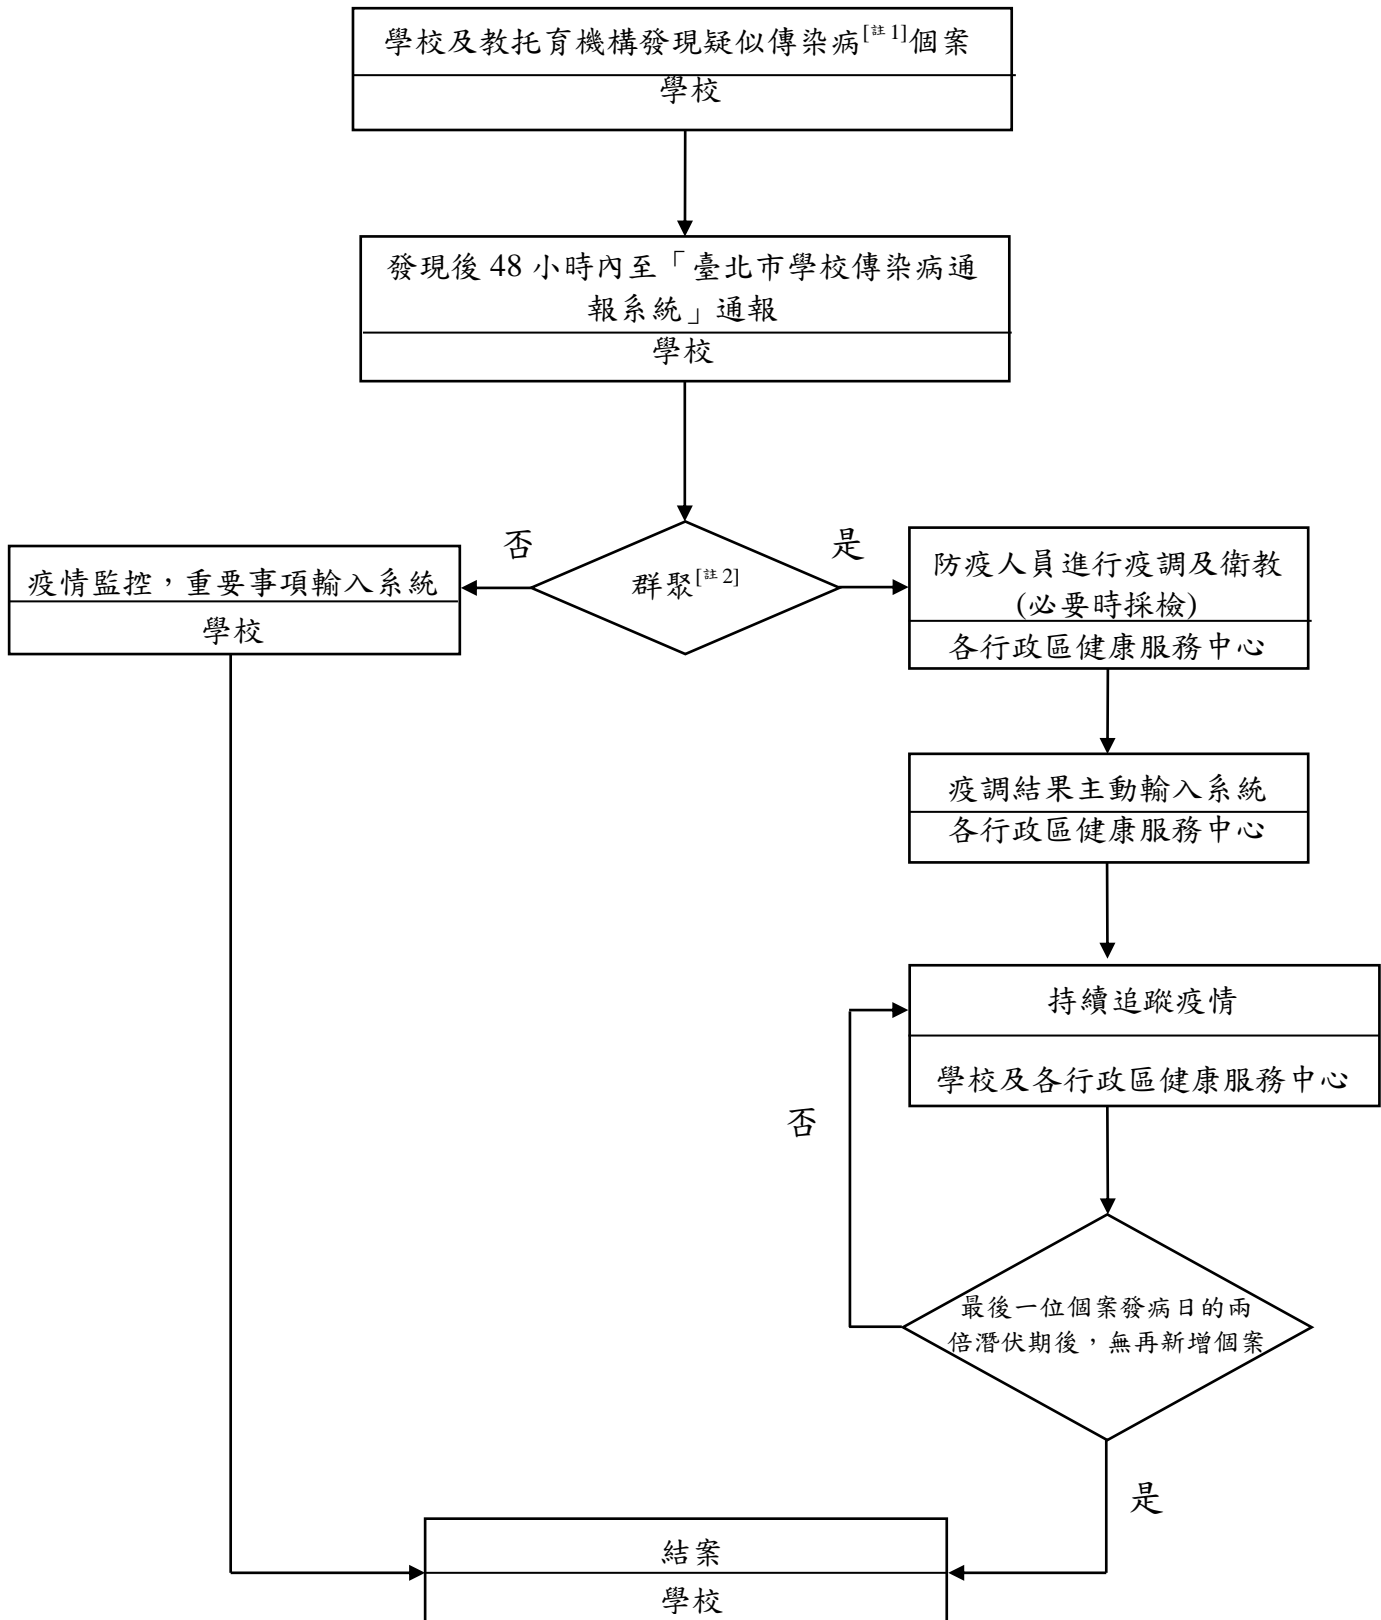 學校及教托育機構發現疑似傳染病[註1]個案
學校
發現後 48 小時內至「臺北市學校傳染病通
報系統」通報
學校
否
是
群聚[註2]
疫情監控，重要事項輸入系統
學校
防疫人員進行疫調及衛教
(必要時採檢)
各行政區健康服務中心
疫調結果主動輸入系統
各行政區健康服務中心
持續追蹤疫情
學校及各行政區健康服務中心
否
最後一位個案發病日的兩
倍潛伏期後，無再新增個案
是
結案
學校